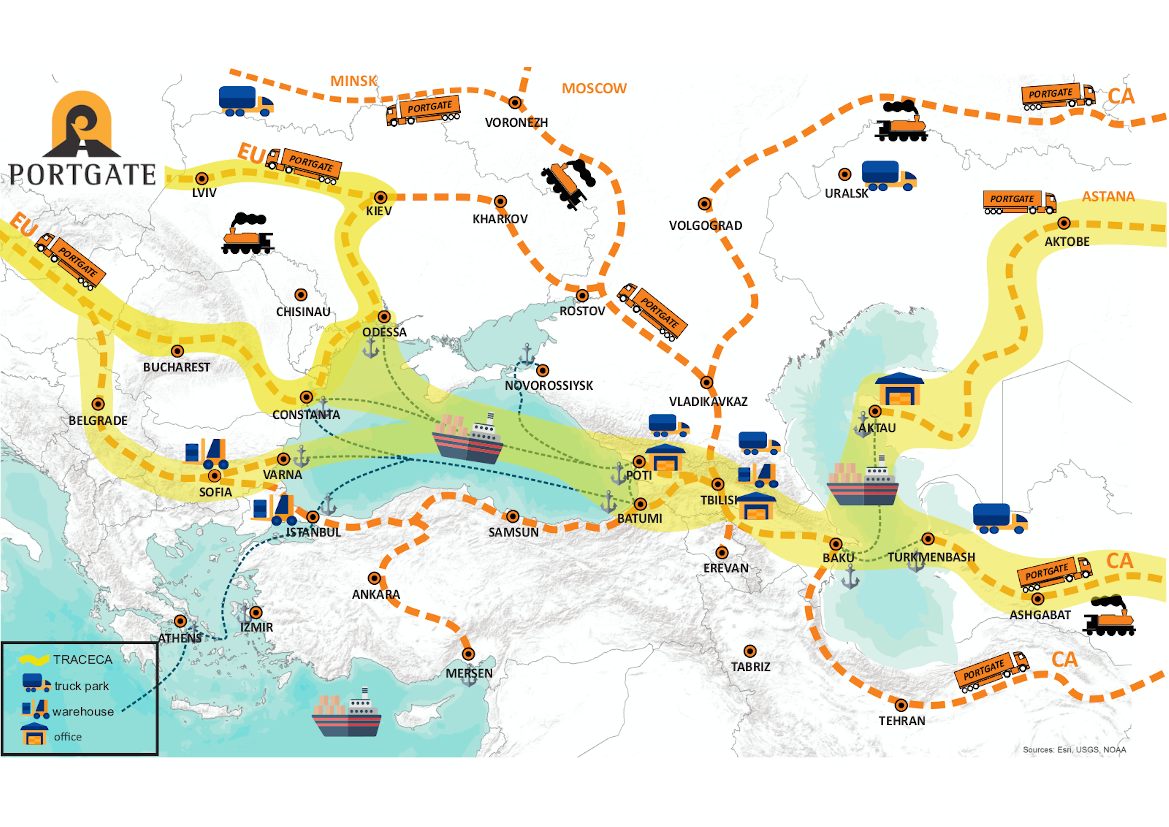 MINSK
MOSCOW
PORTGATE
PORTGATE
CA
VORONEZH
PORTGATE
EU
PORTGATE
LVIV
KIEV
KHARKOV
VOLGOGRAD
URALSK
PORTGATE
ASTANA
AKTOBE
EU
PORTGATE
CHISINAU
ROSTOV
PORTGATE
ODESSA
BUCHAREST
NOVOROSSIYSK
VLADIKAVKAZ
BELGRADE
CONSTANTA
AKTAU
VARNA
SOFIA
POTI
TBILISI
BATUMI
ISTANBUL
SAMSUN
EREVAN
BAKU
TURKMENBASH
CA
PORTGATE
ANKARA
ASHGABAT
IZMIR
ATHENS
MERSEN
TABRIZ
CA
PORTGATE
TEHRAN
TRACECA
truck park
warehouse
office
Sources: Esri, USGS, NOAA